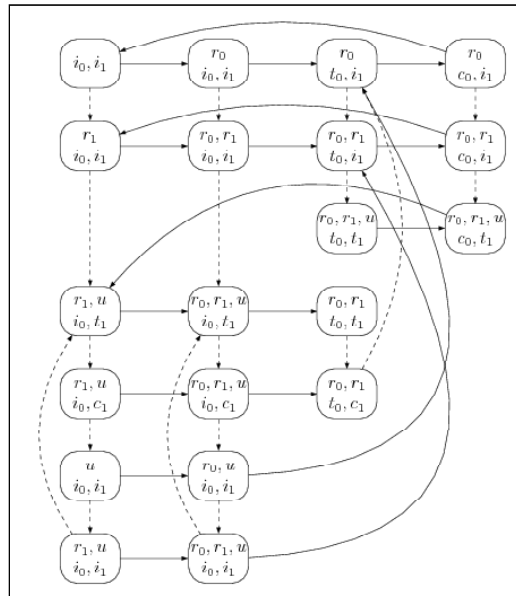 i₀, i₁
r₀
i₀, i₁
r₀
t₀, i₁
r₀
c₀, i₁
r₁
i₀, i₁
r₀, r₁
i₀, i₁
r₀, r₁
t₀, i₁
r₀, r₁
c₀, i₁
r₀, r₁, u
t₀, t₁
r₀, r₁, u
c₀, t₁
r₁, u
i₀, t₁
r₀, r₁, u
i₀, t₁
r₀, r₁
t₀, t₁
r₁, u
i₀, c₁
r₀, r₁, u
i₀, c₁
r₀, r₁
t₀, c₁
u
i₀, i₁
r₀, u
i₀, i₁
r₁, u
i₀, i₁
r₀, r₁, u
i₀, i₁